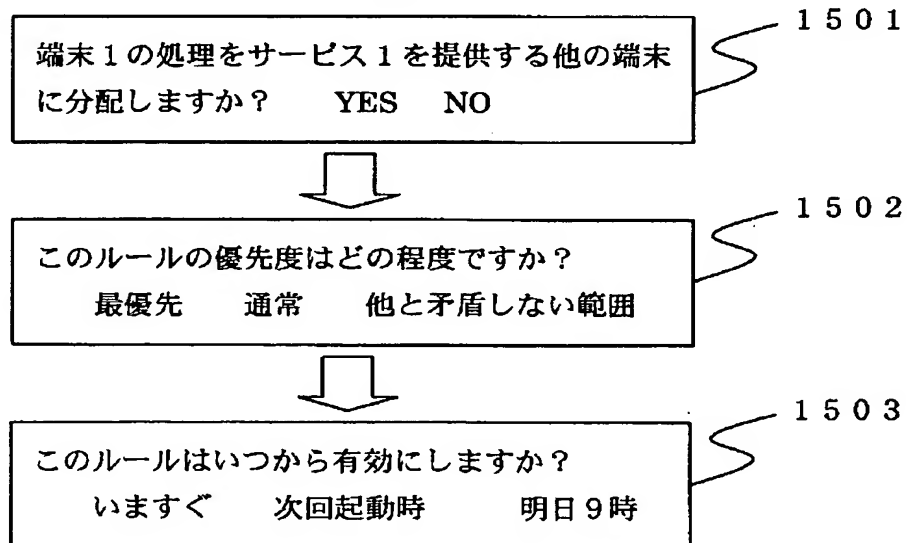 1501
端末1の処理をサービス1を提供する他の端末
に分配しますか? YES NO
1502
このルールの優先度はどの程度ですか?
最優先 通常 他と矛盾しない範囲
1503
このルールはいつから有効にしますか?
いますぐ 次回起動時 明日9時